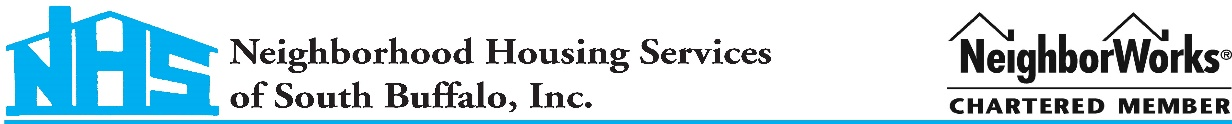 NHS
Neighborhood Housing Services
of South Buffalo, Inc.
NeighborWorks®
CHARTERED MEMBER